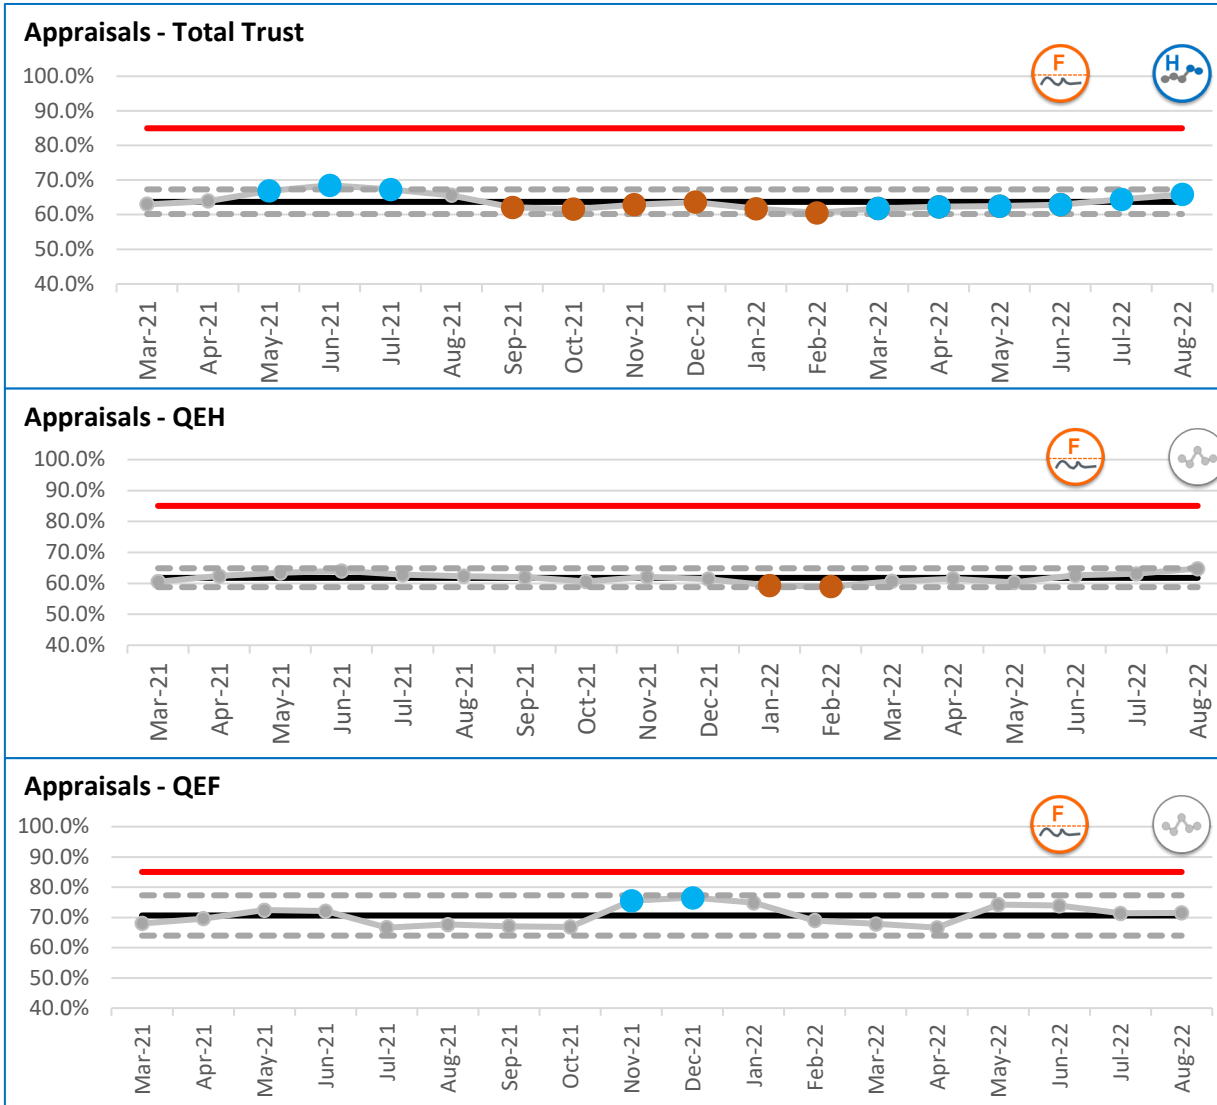 Appraisals - Total Trust
F
H
100.0%
90.0%
80.0%
70.0%
60.0%
50.0%
40.0%
Mar-21
Apr-21
May-21
Jun-21
Jul-21
Aug-21
Sep-21
Oct-21
Nov-21
Dec-21
Jan-22
Feb-22
Mar-22
Apr-22
May-22
Jun-22
Jul-22
Aug-22
Appraisals - QEH
F
100.0%
90.0%
80.0%
70.0%
60.0%
50.0%
40.0%
Mar-21
Apr-21
May-21
Jun-21
Jul-21
Aug-21
Sep-21
Oct-21
Nov-21
Dec-21
Jan-22
Feb-22
Mar-22
Apr-22
May-22
Jun-22
Jul-22
Aug-22
Appraisals - QEF
F
100.0%
90.0%
80.0%
70.0%
60.0%
50.0%
40.0%
Mar-21
Apr-21
May-21
Jun-21
Jul-21
Aug-21
Sep-21
Oct-21
Nov-21
Dec-21
Jan-22
Feb-22
Mar-22
Apr-22
May-22
Jun-22
Jul-22
Aug-22